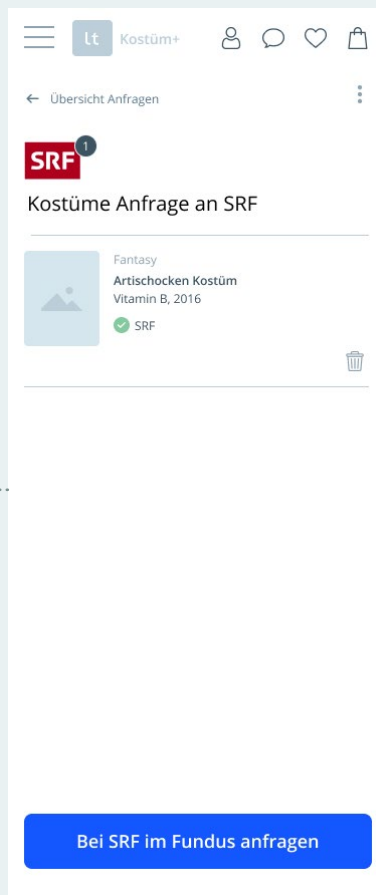 lt Kostüm+
← Übersicht Anfragen
SRF 1
Kostüme Anfrage an SRF
Fantasy
Artischocken Kostüm
Vitamin B, 2016
SRF
Bei SRF im Fundus anfragen